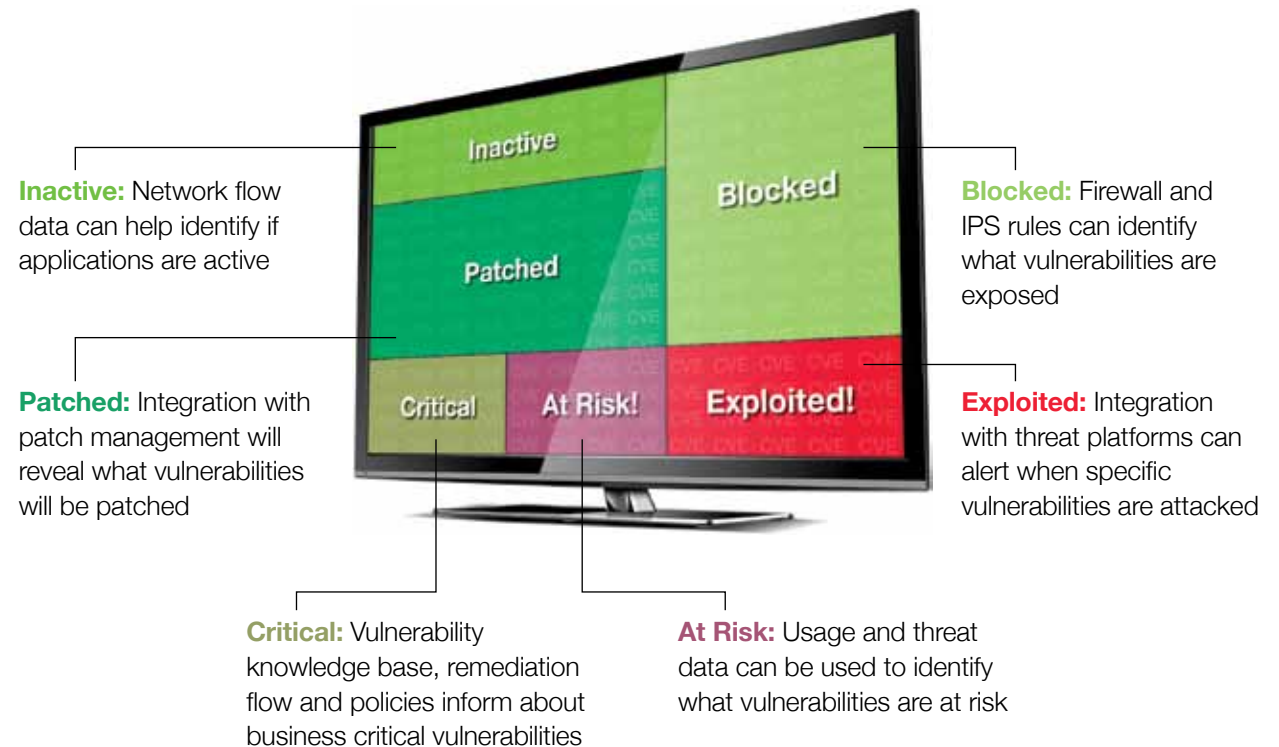 Inactive
Blocked
Patched
Critical
At Risk!
Exploited!
CVE CVE CVE CVE
Inactive: Network flow
data can help identify if
applications are active
Patched: Integration with
patch management will
reveal what vulnerabilities
will be patched
Blocked: Firewall and
IPS rules can identify
what vulnerabilities are
exposed
Exploited: Integration
with threat platforms can
alert when specific
vulnerabilities are attacked
Critical: Vulnerability
knowledge base, remediation
flow and policies inform about
business critical vulnerabilities
At Risk: Usage and threat
data can be used to identify
what vulnerabilities are at risk